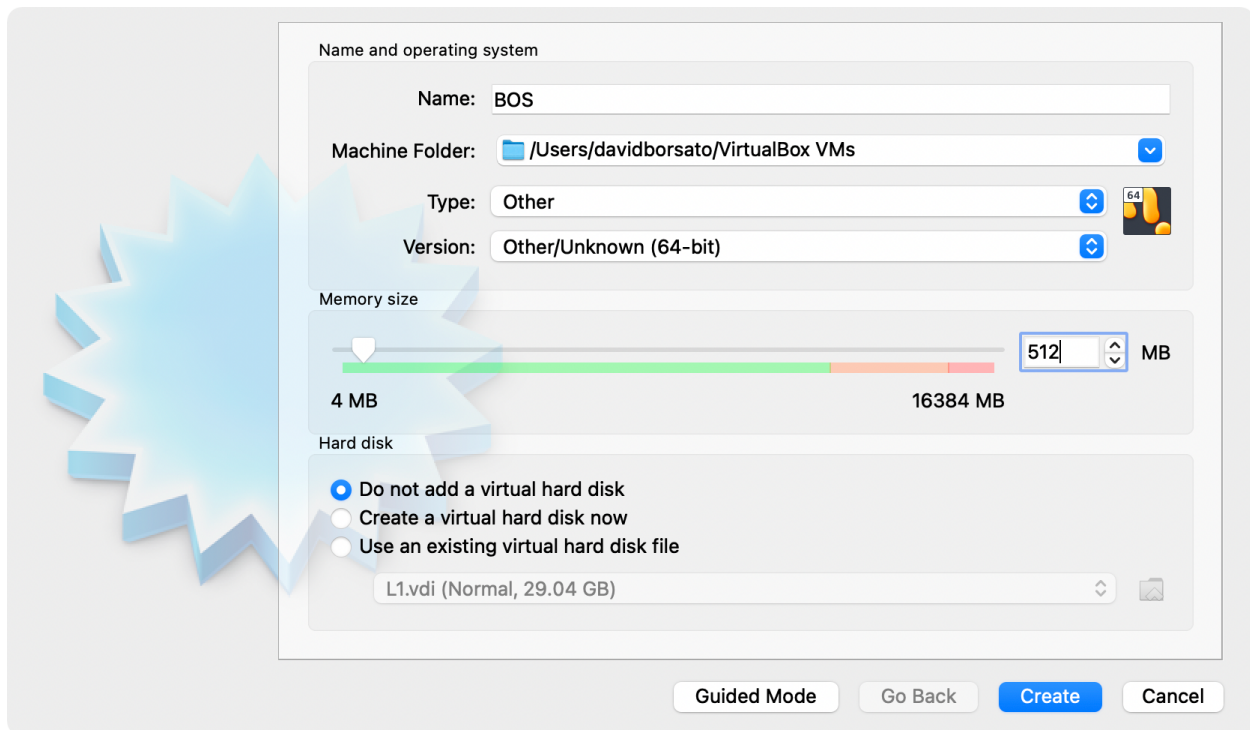 Name and operating system
Name: BOS
Machine Folder: /Users/davidborsato/VirtualBox VMs
Type: Other
64
Version: Other/Unknown (64-bit)
Memory size
512 MB
4 MB 16384 MB
Hard disk
Do not add a virtual hard disk
Create a virtual hard disk now
Use an existing virtual hard disk file
L1.vdi (Normal, 29.04 GB)
Guided Mode Go Back Create Cancel